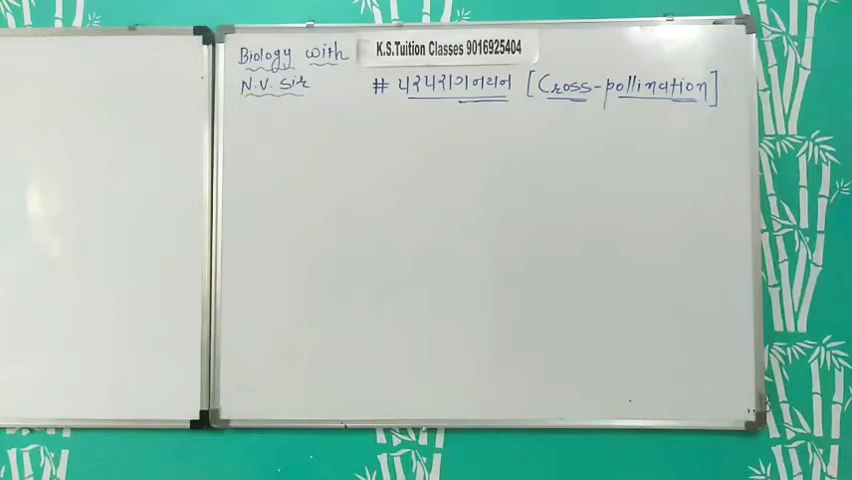 Biology with
K.S.Tuition Classes 9016925404
N.V. Sir
# પરપરાગનયન [Cross-pollination]